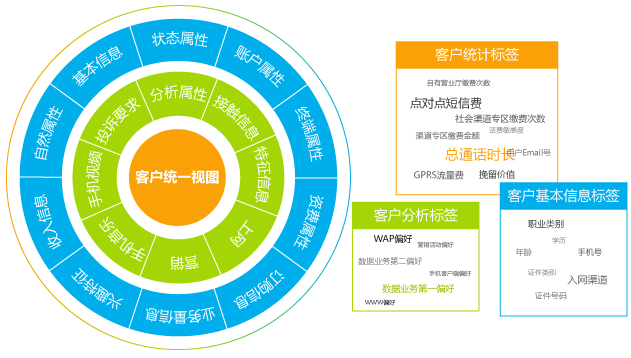 状态属性
账户属性
终端属性
资费属性
订购信息
业务量信息
兴趣特征
收入信息
自然属性
基本信息
分析属性
接触信息
特征信息
上网
营销
手机音乐
手机视频
投诉要求
客户统一视图
客户统计标签
自有营业厅缴费次数
点对点短信费
社会渠道专区缴费次数
话费敏感度
渠道专区缴费金额
总通话时长
用户Email号
GPRS流量费
挽留价值
客户分析标签
WAP偏好
营销活动偏好
数据业务第二偏好
手机客户端偏好
数据业务第一偏好
WWW偏好
客户基本信息标签
职业类别
学历
年龄
手机号
证件类别
入网渠道
证件号码